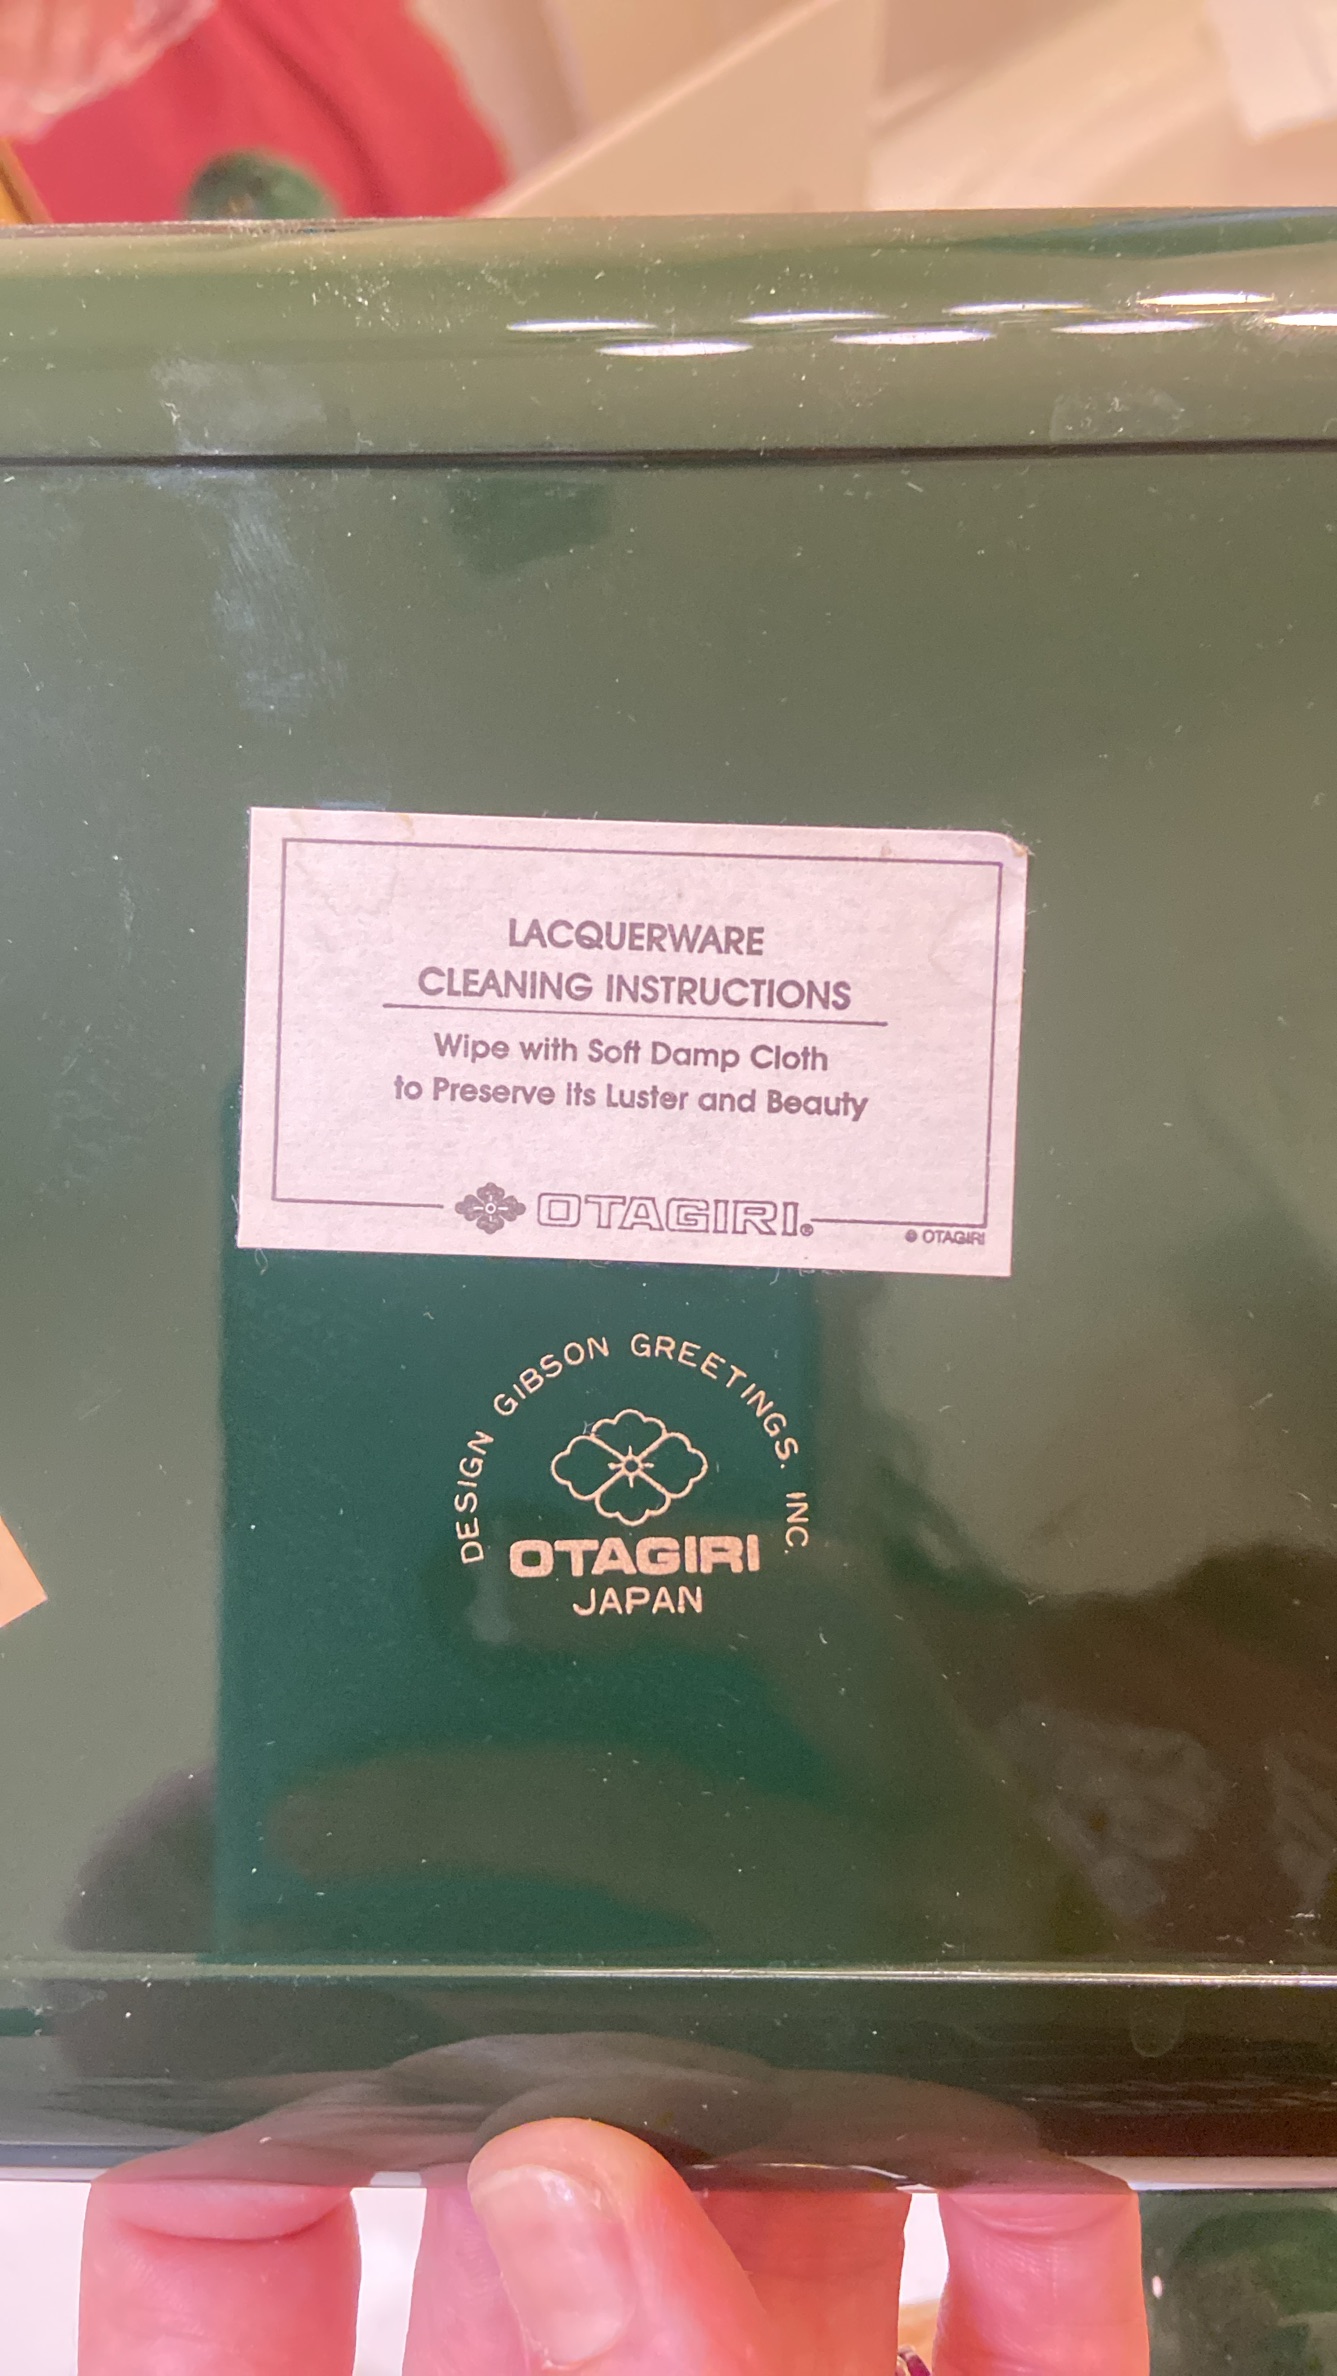 LACQUERWARE
CLEANING INSTRUCTIONS
Wipe with Soft Damp Cloth
to Preserve Its Luster and Beauty
OTAGIRI®
© OTAGIRI
DESIGN GIBSON GREETINGS, INC.
OTAGIRI
JAPAN